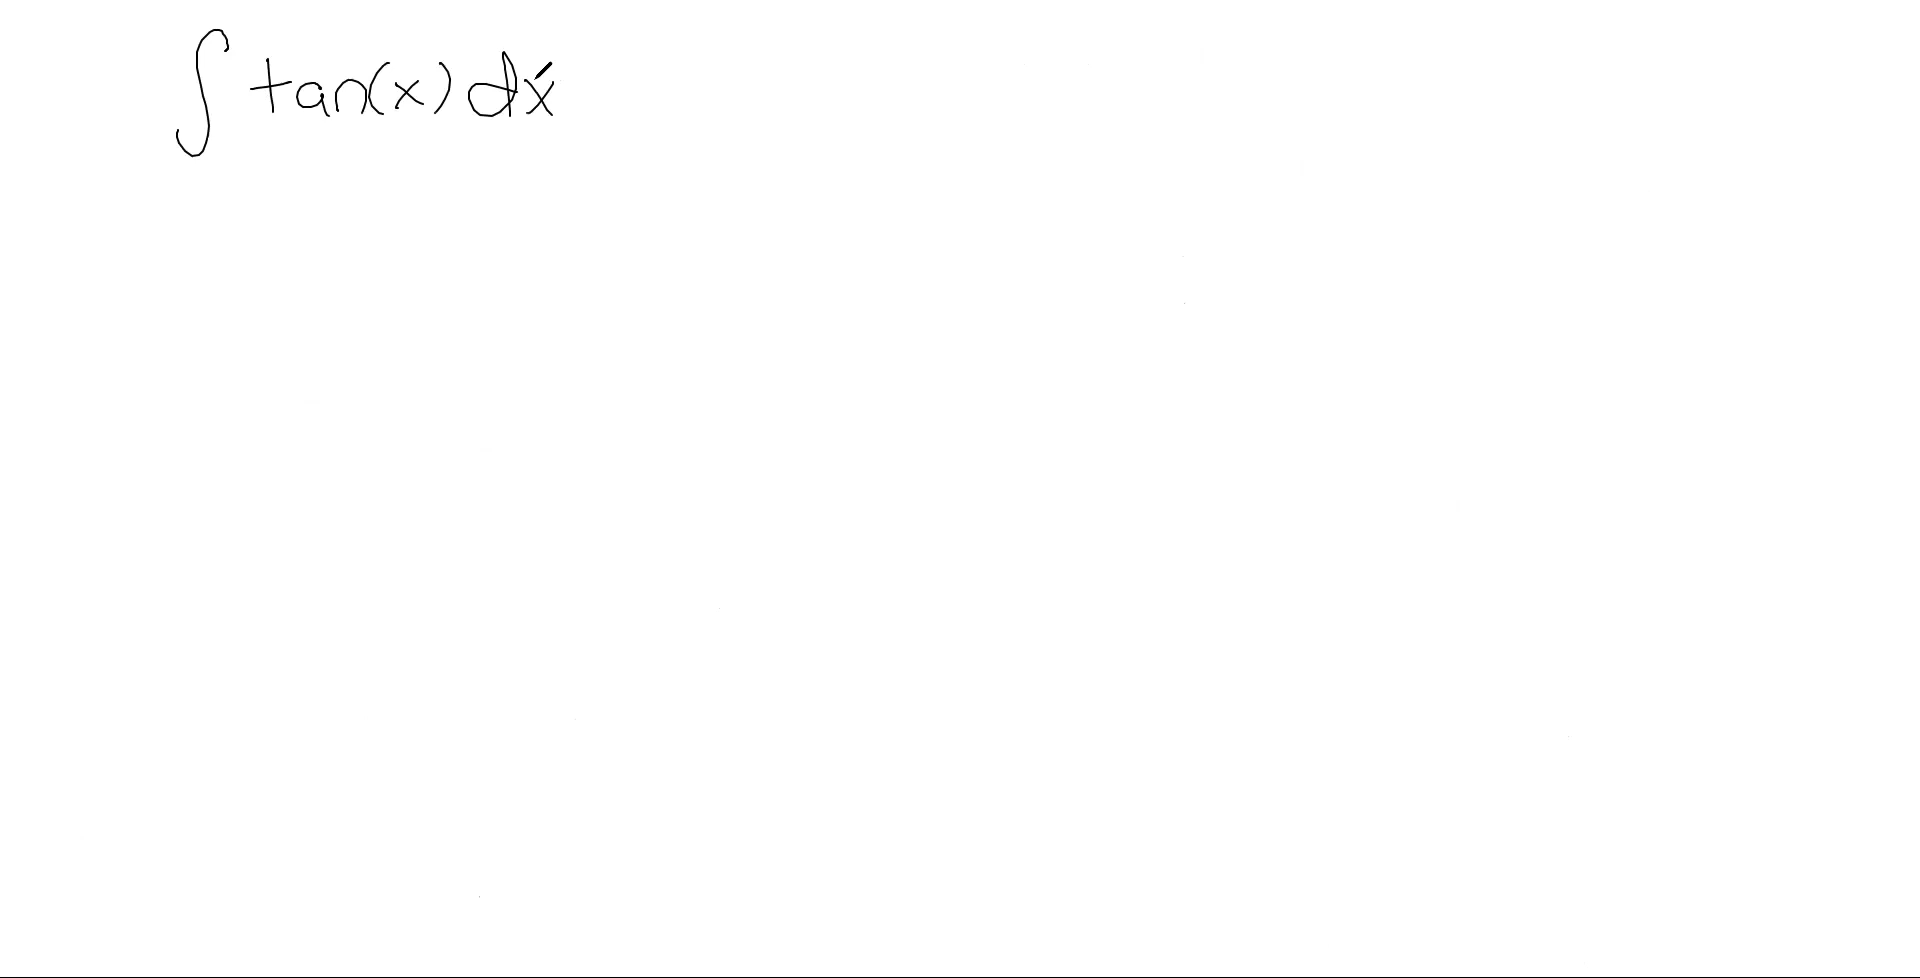 ∫ tan(x) dx